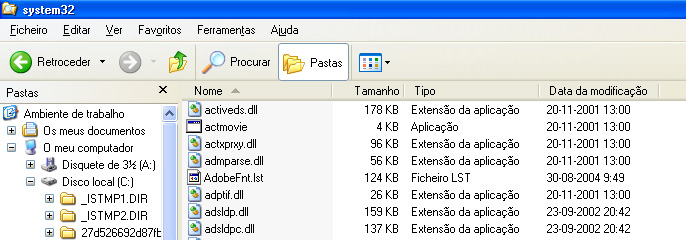 system32
Ficheiro Editar Ver Favoritos Ferramentas Ajuda
Retroceder Procurar Pastas
Pastas
Ambiente de trabalho
Os meus documentos
O meu computador
Disquete de 3½ (A:)
Disco local (C:)
_ISTMP1.DIR
_ISTMP2.DIR
27d526692d87fb
Nome Tamanho Tipo Data da modificação
activeds.dll 178 KB Extensão da aplicação 20-11-2001 13:00
actmovie 4 KB Aplicação 20-11-2001 13:00
actxprxy.dll 96 KB Extensão da aplicação 20-11-2001 13:00
admparse.dll 56 KB Extensão da aplicação 20-11-2001 13:00
AdobeFnt.lst 124 KB Ficheiro LST 30-08-2004 9:49
adptif.dll 26 KB Extensão da aplicação 20-11-2001 13:00
adsldp.dll 159 KB Extensão da aplicação 23-09-2002 20:42
adsldpc.dll 137 KB Extensão da aplicação 23-09-2002 20:42